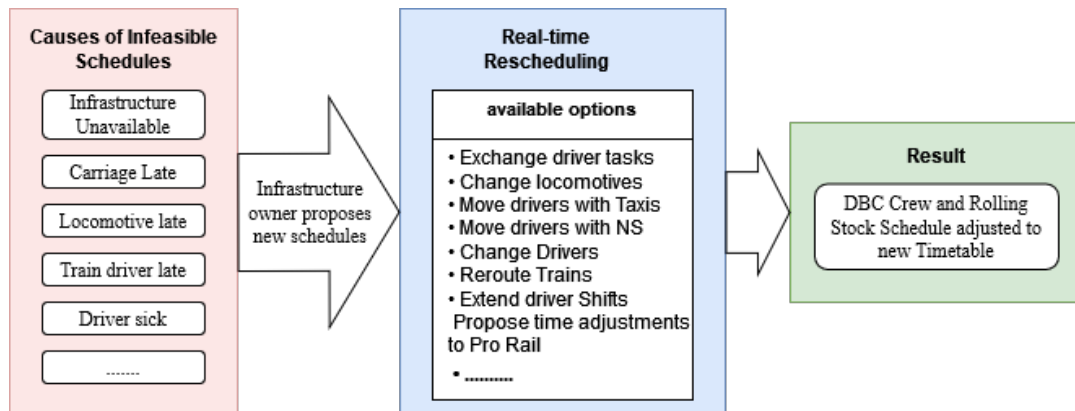 Causes of Infeasible
Schedules
Infrastructure
Unavailable
Carriage Late
Locomotive late
Train driver late
Driver sick
.......
Infrastructure
owner proposes
new schedules
Real-time
Rescheduling
available options
• Exchange driver tasks
• Change locomotives
• Move drivers with Taxis
• Move drivers with NS
• Change Drivers
• Reroute Trains
• Extend driver Shifts
Propose time adjustments
to Pro Rail
• ..........
Result
DBC Crew and Rolling
Stock Schedule adjusted to
new Timetable